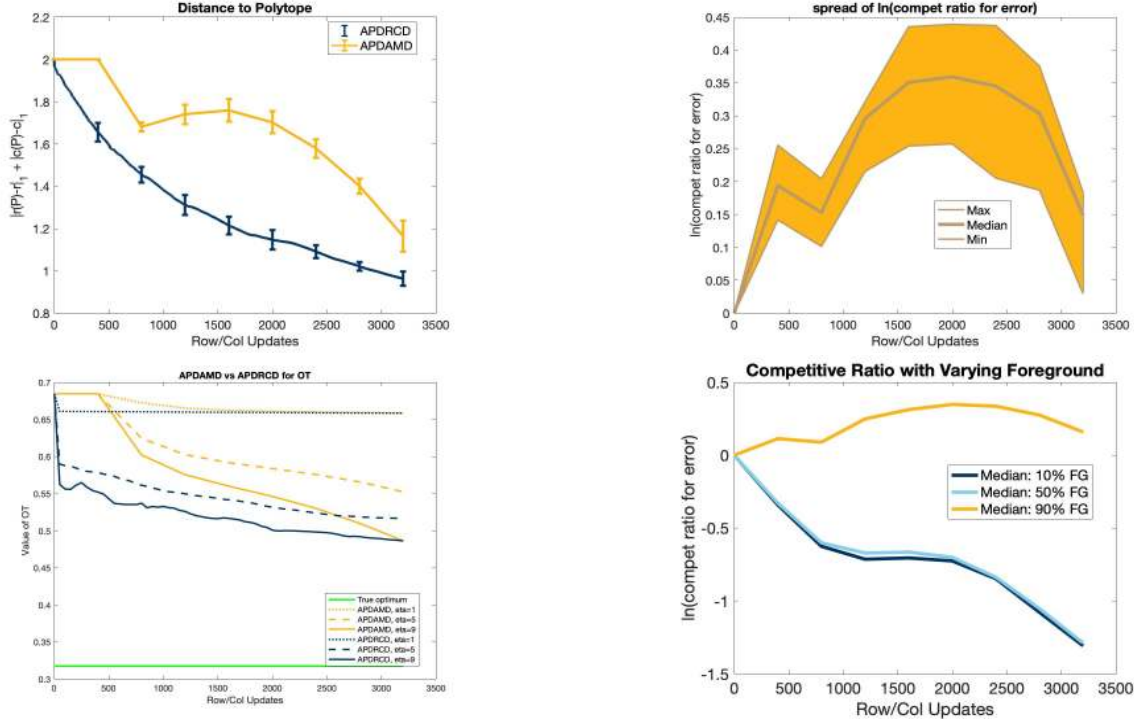 Distance to Polytope
2.2
2
1.8
1.6
1.4
1.2
1
0.8
|r(P)-r|1 + |c(P)-c|1
APDRCD
APDAMD
0 500 1000 1500 2000 2500 3000 3500
Row/Col Updates
spread of ln(compet ratio for error)
0.45
0.4
0.35
0.3
0.25
0.2
0.15
0.1
0.05
0
ln(compet ratio for error)
Max
Median
Min
0 500 1000 1500 2000 2500 3000 3500
Row/Col Updates
APDAMD vs APDRCD for OT
0.7
0.65
0.6
0.55
0.5
0.45
0.4
0.35
0.3
Value of OT
True optimum
APDAMD, eta=1
APDAMD, eta=5
APDAMD, eta=9
APDRCD, eta=1
APDRCD, eta=5
APDRCD, eta=9
0 500 1000 1500 2000 2500 3000 3500
Row/Col Updates
Competitive Ratio with Varying Foreground
0.5
0
-0.5
-1
-1.5
ln(compet ratio for error)
Median: 10% FG
Median: 50% FG
Median: 90% FG
0 500 1000 1500 2000 2500 3000 3500
Row/Col Updates